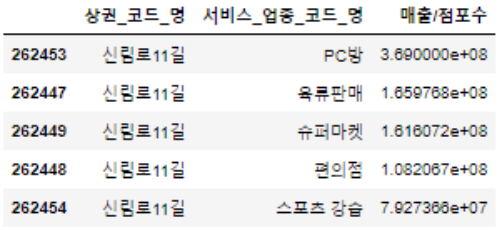 상권_코드_명 서비스_업종_코드_명 매출/점포수
262453 신림로11길 PC방 3.690000e+08
262447 신림로11길 육류판매 1.659768e+08
262449 신림로11길 슈퍼마켓 1.616072e+08
262448 신림로11길 편의점 1.082067e+08
262454 신림로11길 스포츠 강습 7.927366e+07